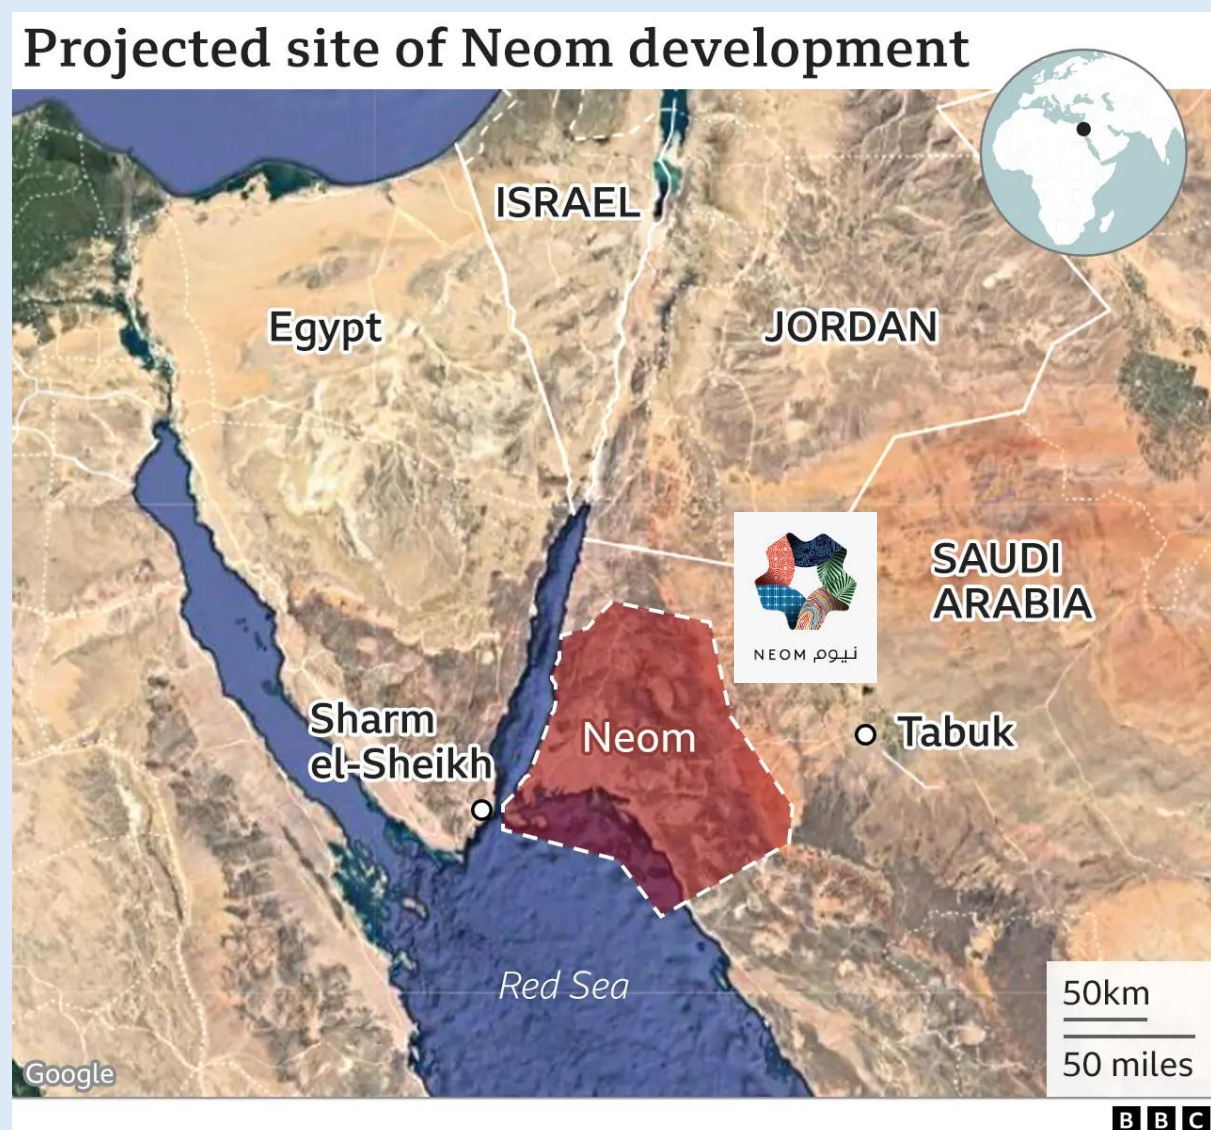 Projected site of Neom development
ISRAEL
Egypt
JORDAN
SAUDI
ARABIA
NEOM نيوم
Sharm
el-Sheikh
Neom
Tabuk
Red Sea
50km
50 miles
Google
BBC